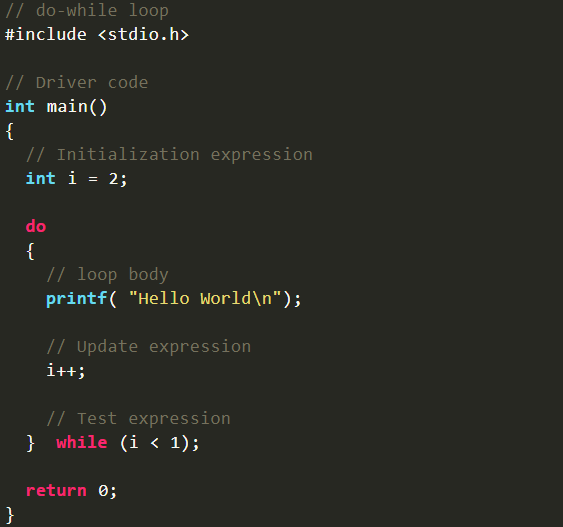 // do-while loop
#include <stdio.h>

// Driver code
int main()
{
  // Initialization expression
  int i = 2;

  do
  {
    // loop body
    printf( "Hello World\n");

    // Update expression
    i++;

    // Test expression
  }  while (i < 1);

  return 0;
}